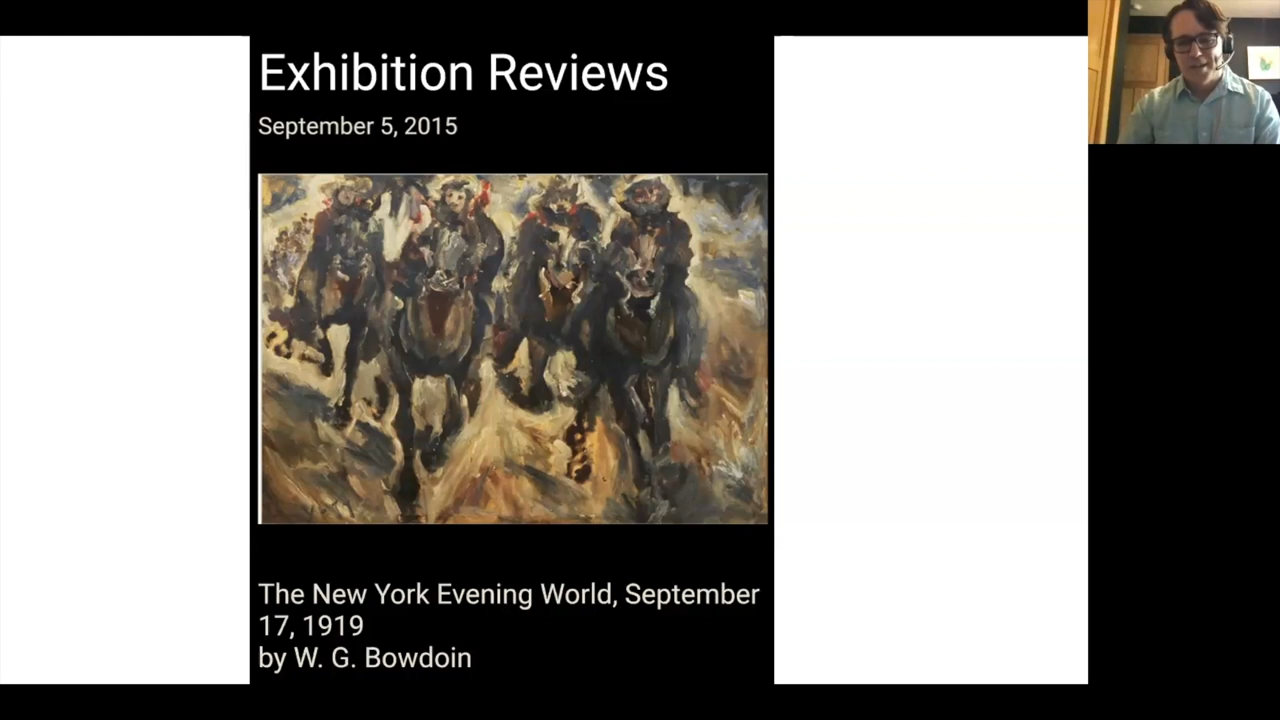 Exhibition Reviews
September 5, 2015
The New York Evening World, September
17, 1919
by W. G. Bowdoin